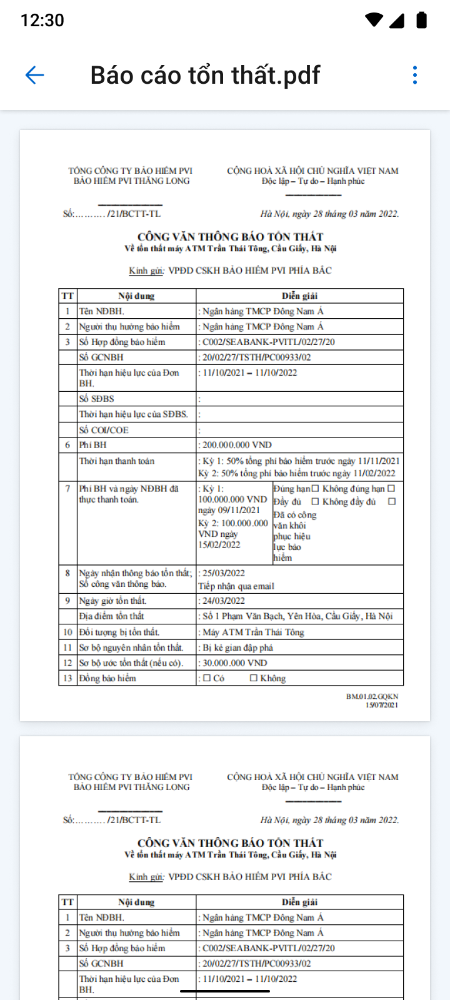 12:30
Báo cáo tổn thất.pdf
TỔNG CÔNG TY BẢO HIỂM PVI
BẢO HIỂM PVI THĂNG LONG
CỘNG HOÀ XÃ HỘI CHỦ NGHĨA VIỆT NAM
Độc lập – Tự do – Hạnh phúc
Số:………. /21/BCTT-TL
Hà Nội, ngày 28 tháng 03 năm 2022.
CÔNG VĂN THÔNG BÁO TỔN THẤT
Về tổn thất máy ATM Trần Thái Tông, Cầu Giấy, Hà Nội
Kính gửi: VPĐD CSKH BẢO HIỂM PVI PHÍA BẮC
TT Nội dung Diễn giải
1 Tên NĐBH. : Ngân hàng TMCP Đông Nam Á
2 Người thụ hưởng bảo hiểm : Ngân hàng TMCP Đông Nam Á
3 Số Hợp đồng bảo hiểm : C002/SEABANK-PVITL/02/27/20
Số GCNBH : 20/02/27/TSTH/PC00933/02
Thời hạn hiệu lực của Đơn : 11/10/2021 – 11/10/2022
BH.
Số SĐBS :
Thời hạn hiệu lực của SĐBS. :
Số COI/COE :
6 Phí BH : 200.000.000 VND
Thời hạn thanh toán : Kỳ 1: 50% tổng phí bảo hiểm trước ngày 11/11/2021
Kỳ 2: 50% tổng phí bảo hiểm trước ngày 11/02/2022
7 Phí BH và ngày NĐBH đã
thực thanh toán.
: Kỳ 1:
100.000.000 VND
ngày 09/11/2021
Kỳ 2: 100.000.000
VND ngày
15/02/2022
Đúng hạn☐ Không đúng hạn ☐
Đầy đủ ☐ Không đầy đủ ☐
Đã có công
văn khôi
phục hiệu
lực bảo
hiểm
8 Ngày nhận thông báo tổn thất; : 25/03/2022
Số công văn thông báo. Tiếp nhận qua email
9 Ngày giờ tổn thất. : 24/03/2022
Địa điểm tổn thất : Số 1 Phạm Văn Bạch, Yên Hòa, Cầu Giấy, Hà Nội
10 Đối tượng bị tổn thất. : Máy ATM Trần Thái Tông
11 Sơ bộ nguyên nhân tổn thất. : Bị kẻ gian đập phá
12 Sơ bộ ước tổn thất (nếu có). : 30.000.000 VND
13 Đồng bảo hiểm : ☐ Có ☐ Không
BM.01.02.GQKN
15/07/2021
TỔNG CÔNG TY BẢO HIỂM PVI
BẢO HIỂM PVI THĂNG LONG
CỘNG HOÀ XÃ HỘI CHỦ NGHĨA VIỆT NAM
Độc lập – Tự do – Hạnh phúc
Số:………. /21/BCTT-TL
Hà Nội, ngày 28 tháng 03 năm 2022.
CÔNG VĂN THÔNG BÁO TỔN THẤT
Về tổn thất máy ATM Trần Thái Tông, Cầu Giấy, Hà Nội
Kính gửi: VPĐD CSKH BẢO HIỂM PVI PHÍA BẮC
TT Nội dung Diễn giải
1 Tên NĐBH. : Ngân hàng TMCP Đông Nam Á
2 Người thụ hưởng bảo hiểm : Ngân hàng TMCP Đông Nam Á
3 Số Hợp đồng bảo hiểm : C002/SEABANK-PVITL/02/27/20
Số GCNBH : 20/02/27/TSTH/PC00933/02
Thời hạn hiệu lực của Đơn : 11/10/2021 – 11/10/2022
BH.